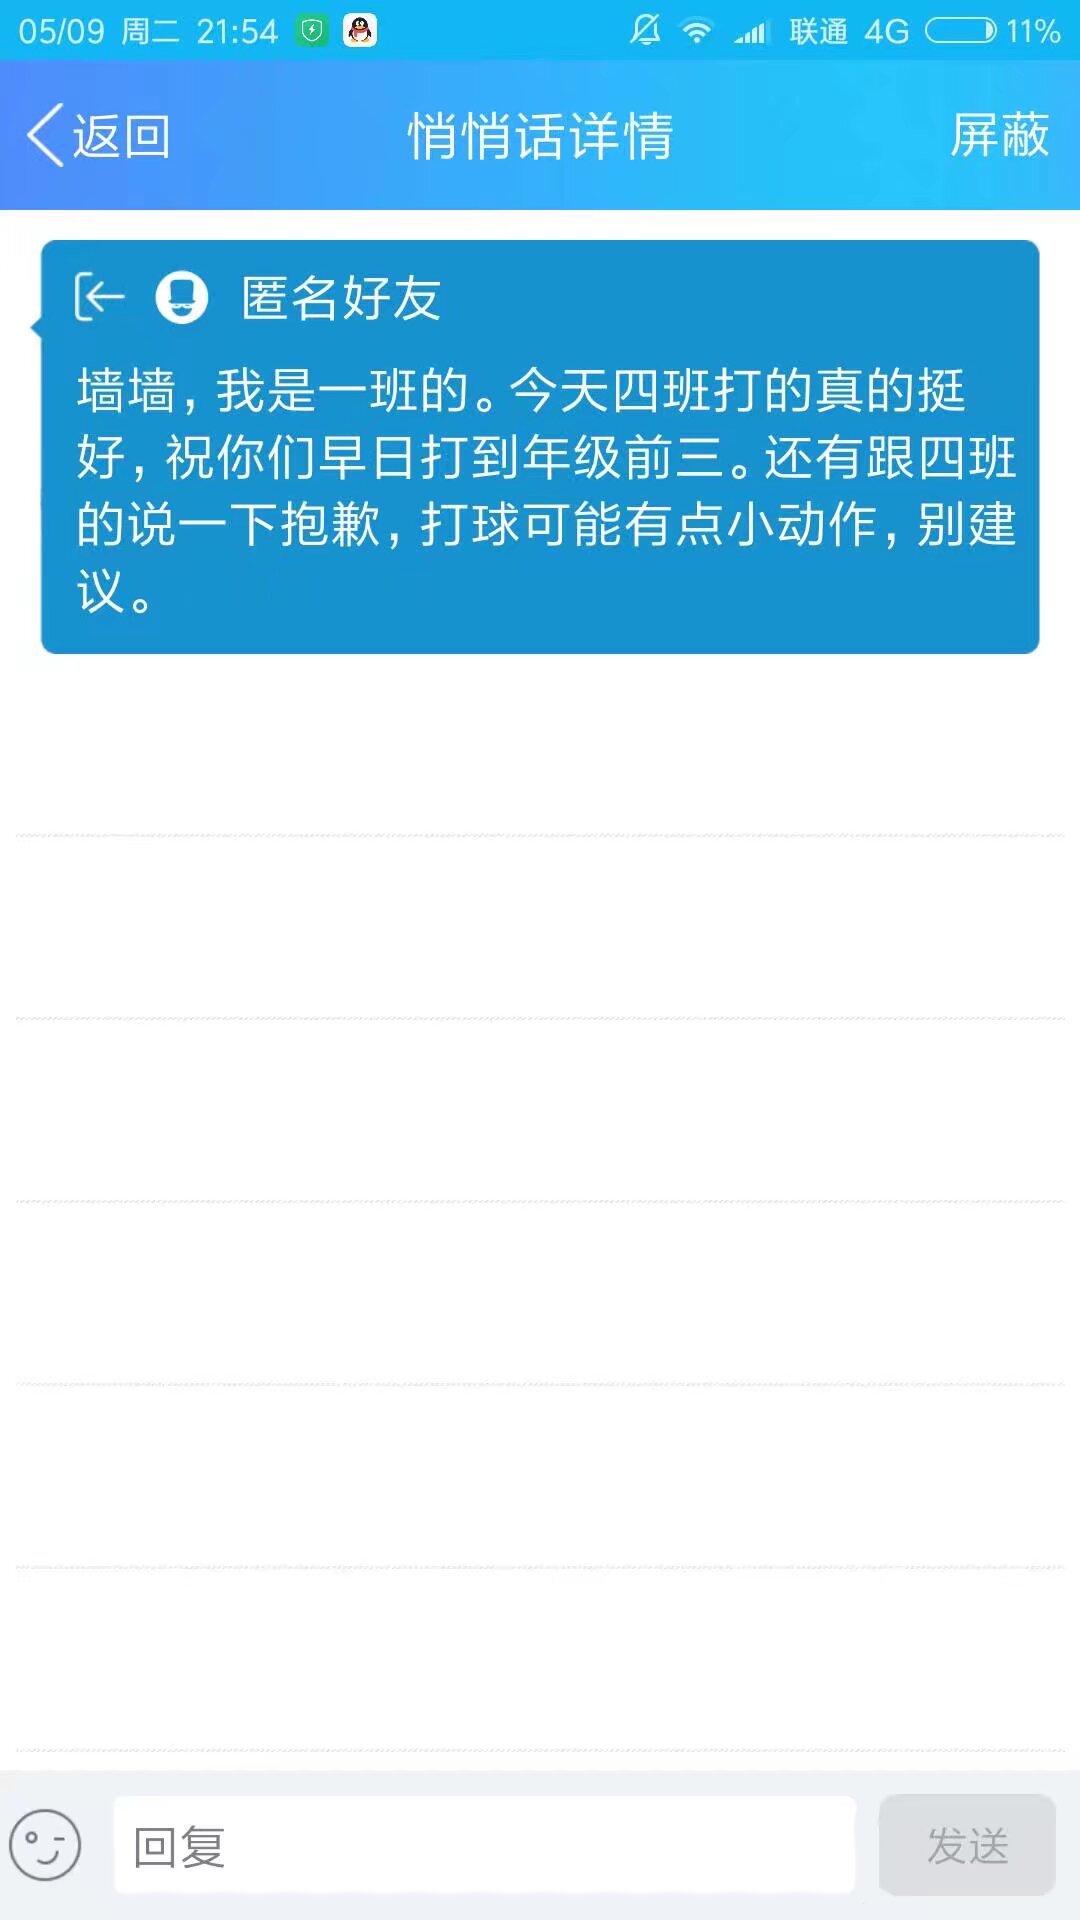 05/09 周二 21:54 联通 4G 11%
返回 悄悄话详情 屏蔽
匿名好友
墙墙，我是一班的。今天四班打的真的挺
好，祝你们早日打到年级前三。还有跟四班
的说一下抱歉，打球可能有点小动作，别建
议。
回复 发送